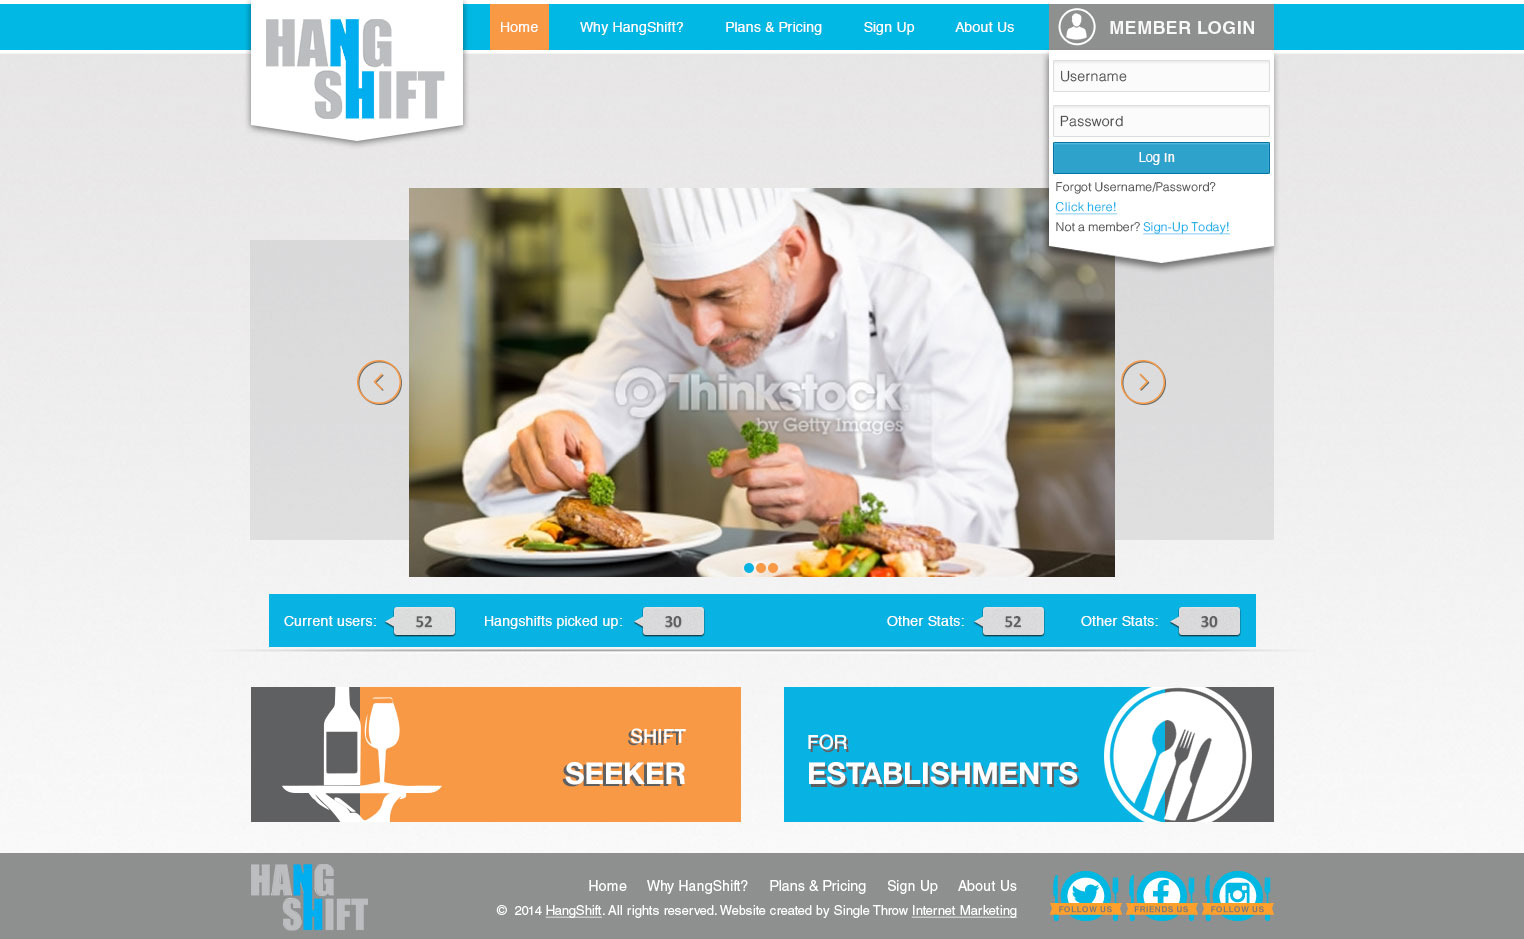 HANG
SHIFT
Home
Why HangShift?
Plans & Pricing
Sign Up
About Us
MEMBER LOGIN
Username
Password
Log in
Forgot Username/Password?
Click here!
Not a member? Sign-Up Today!
Thinkstock
by Getty Images
Current users: 52
Hangshifts picked up: 30
Other Stats: 52
Other Stats: 30
SHIFT
SEEKER
FOR
ESTABLISHMENTS
HANG
SHIFT
Home
Why HangShift?
Plans & Pricing
Sign Up
About Us
© 2014 HangShift. All rights reserved. Website created by Single Throw Internet Marketing
FOLLOW US
FRIENDS US
FOLLOW US